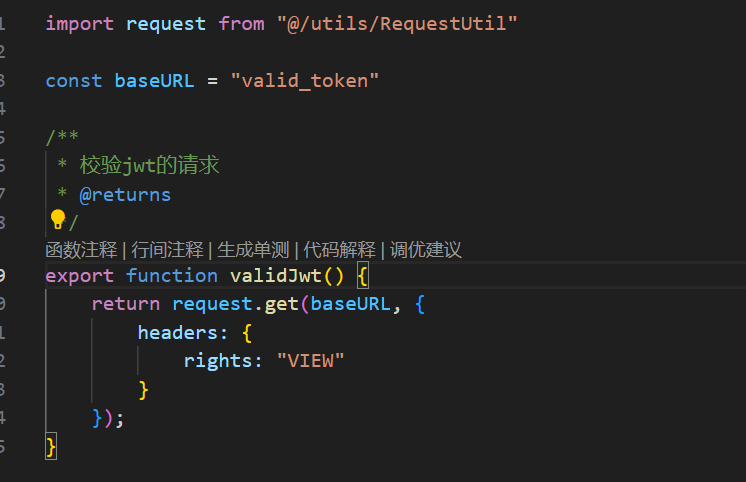 1 import request from "@/utils/RequestUtil"
2
3 const baseURL = "valid_token"
4
5 /**
6  * 校验jwt的请求
7  * @returns
8  */
函数注释 | 行间注释 | 生成单测 | 代码解释 | 调优建议
9 export function validJwt() {
0     return request.get(baseURL, {
1         headers: {
2             rights: "VIEW"
3         }
4     });
5 }